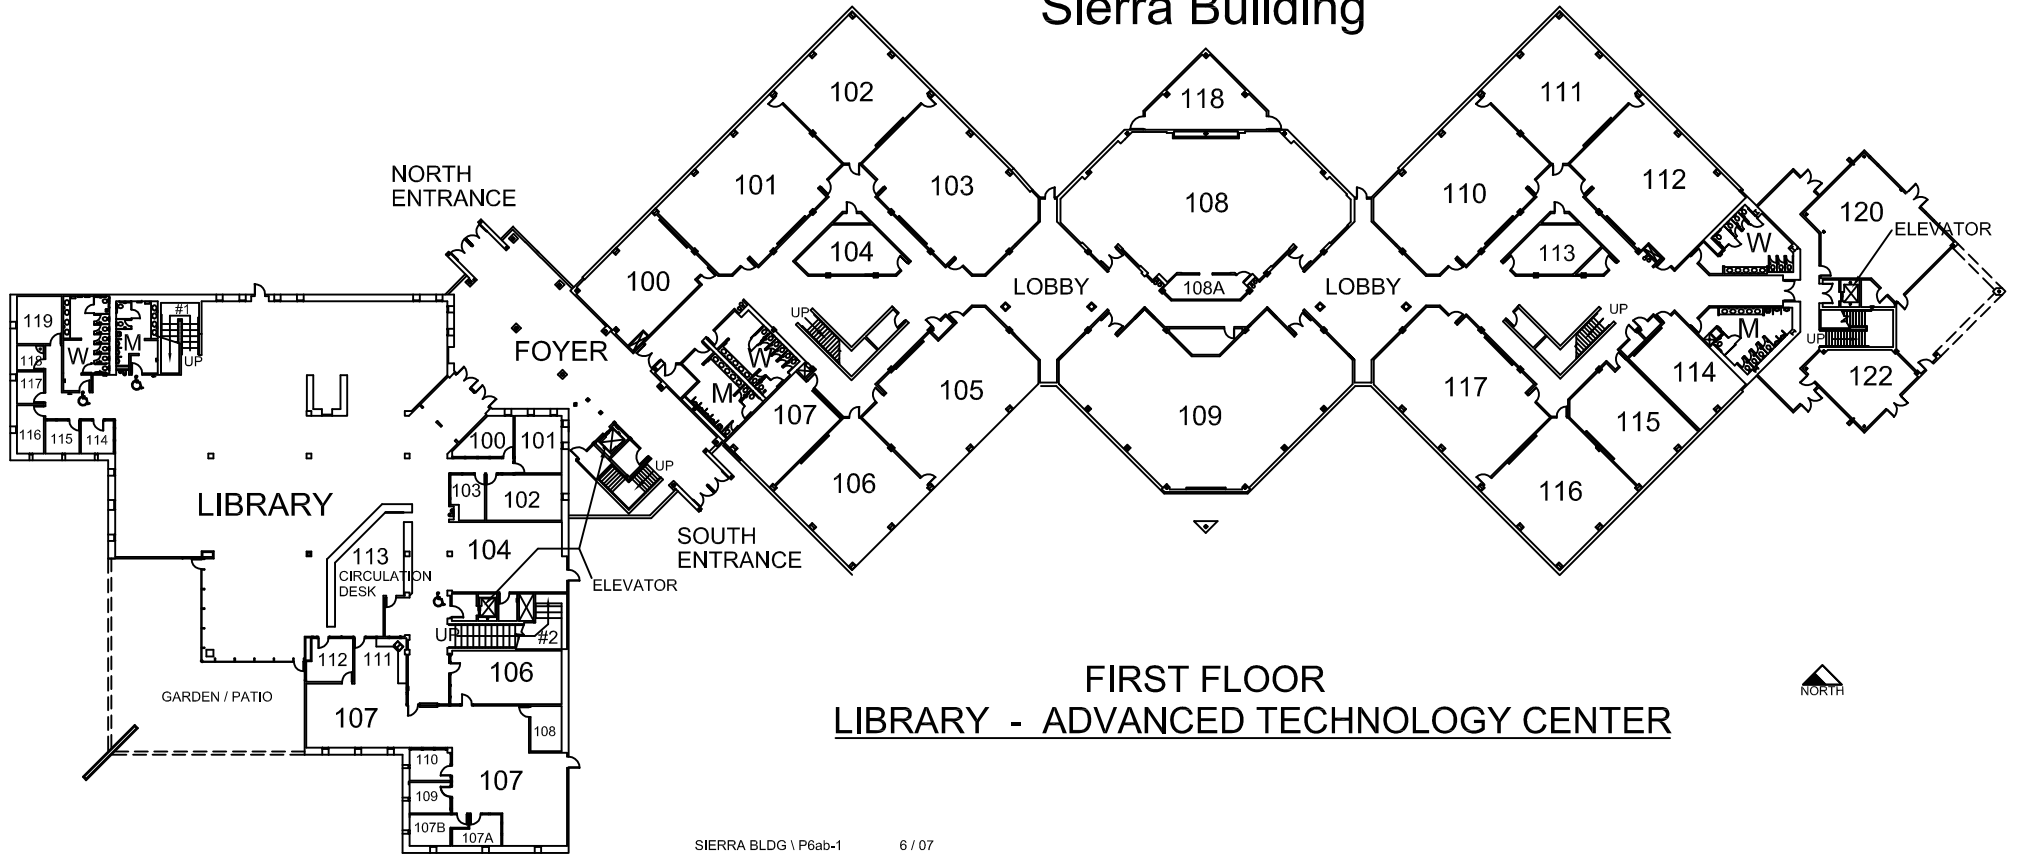 Sierra Building
102
118
111
NORTH
ENTRANCE
101
103
108
110
112
120
ELEVATOR
W
104
113
100
108A
LOBBY
LOBBY
119
#1
W
M
UP
118
117
116
115
114
FOYER
UP
W
M
107
105
109
117
UP
M
114
115
UP
122
100
101
103
102
UP
106
116
LIBRARY
SOUTH
ENTRANCE
104
113
CIRCULATION
DESK
ELEVATOR
UP
#2
112
111
106
GARDEN / PATIO
107
108
110
107
109
107B
107A
FIRST FLOOR
LIBRARY - ADVANCED TECHNOLOGY CENTER
NORTH
SIERRA BLDG \ P6ab-1 6 / 07